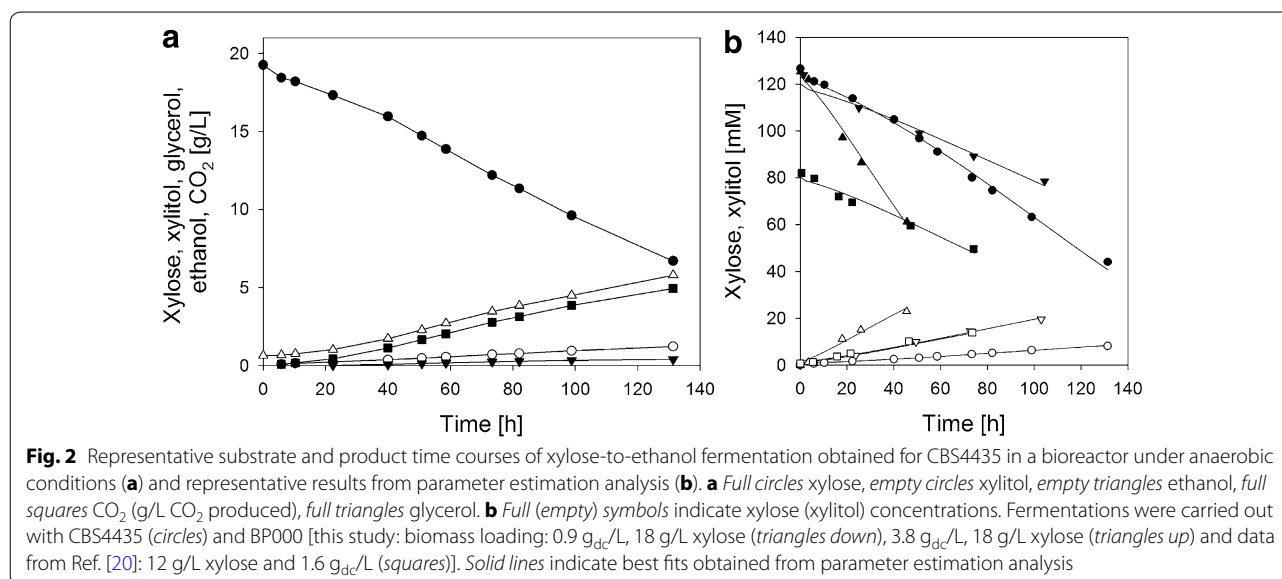 a
Xylose, xylitol, glycerol,
ethanol, CO₂ [g/L]
20
15
10
5
0
0 20 40 60 80 100 120 140
Time [h]
b
Xylose, xylitol [mM]
140
120
100
80
60
40
20
0
0 20 40 60 80 100 120 140
Time [h]
Fig. 2 Representative substrate and product time courses of xylose-to-ethanol fermentation obtained for CBS4435 in a bioreactor under anaerobic
conditions (a) and representative results from parameter estimation analysis (b). a Full circles xylose, empty circles xylitol, empty triangles ethanol, full
squares CO₂ (g/L CO₂ produced), full triangles glycerol. b Full (empty) symbols indicate xylose (xylitol) concentrations. Fermentations were carried out
with CBS4435 (circles) and BP000 [this study: biomass loading: 0.9 g_dc/L, 18 g/L xylose (triangles down), 3.8 g_dc/L, 18 g/L xylose (triangles up) and data
from Ref. [20]: 12 g/L xylose and 1.6 g_dc/L (squares)]. Solid lines indicate best fits obtained from parameter estimation analysis